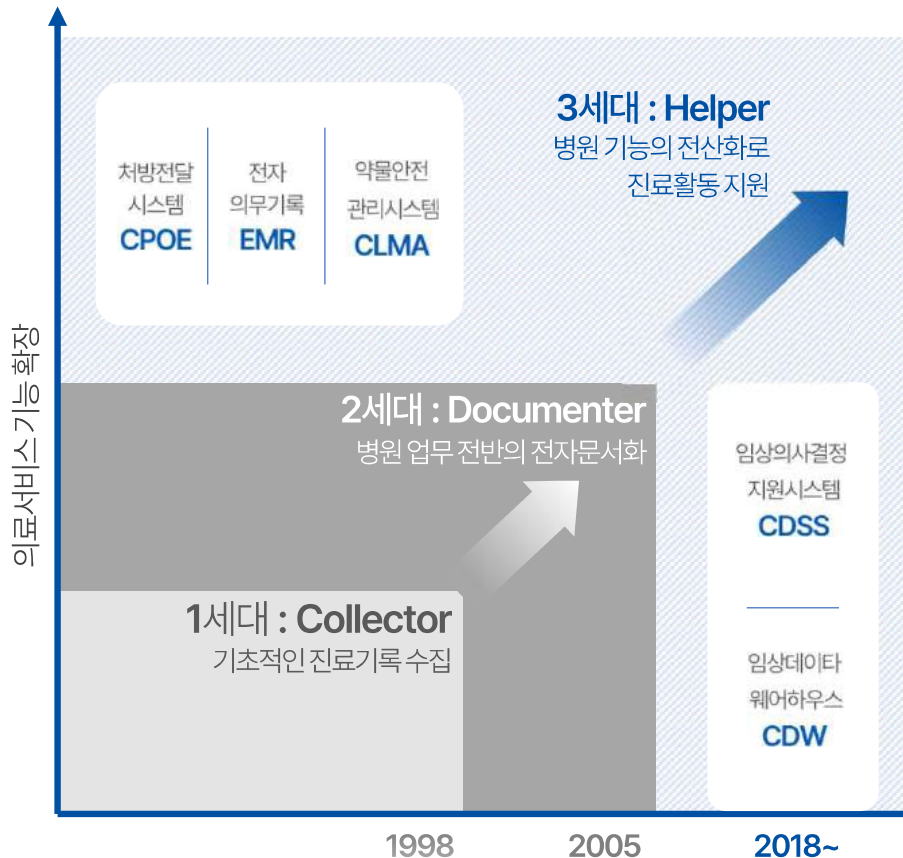 3세대 : Helper
병원 기능의 전산화로
진료활동 지원
처방전달
시스템
CPOE
전자
의무기록
EMR
약물안전
관리시스템
CLMA
의료서비스 기능 확장
2세대 : Documenter
병원 업무 전반의 전자문서화
임상의사결정
지원시스템
CDSS
1세대 : Collector
기초적인 진료기록 수집
임상데이타
웨어하우스
CDW
1998
2005
2018~